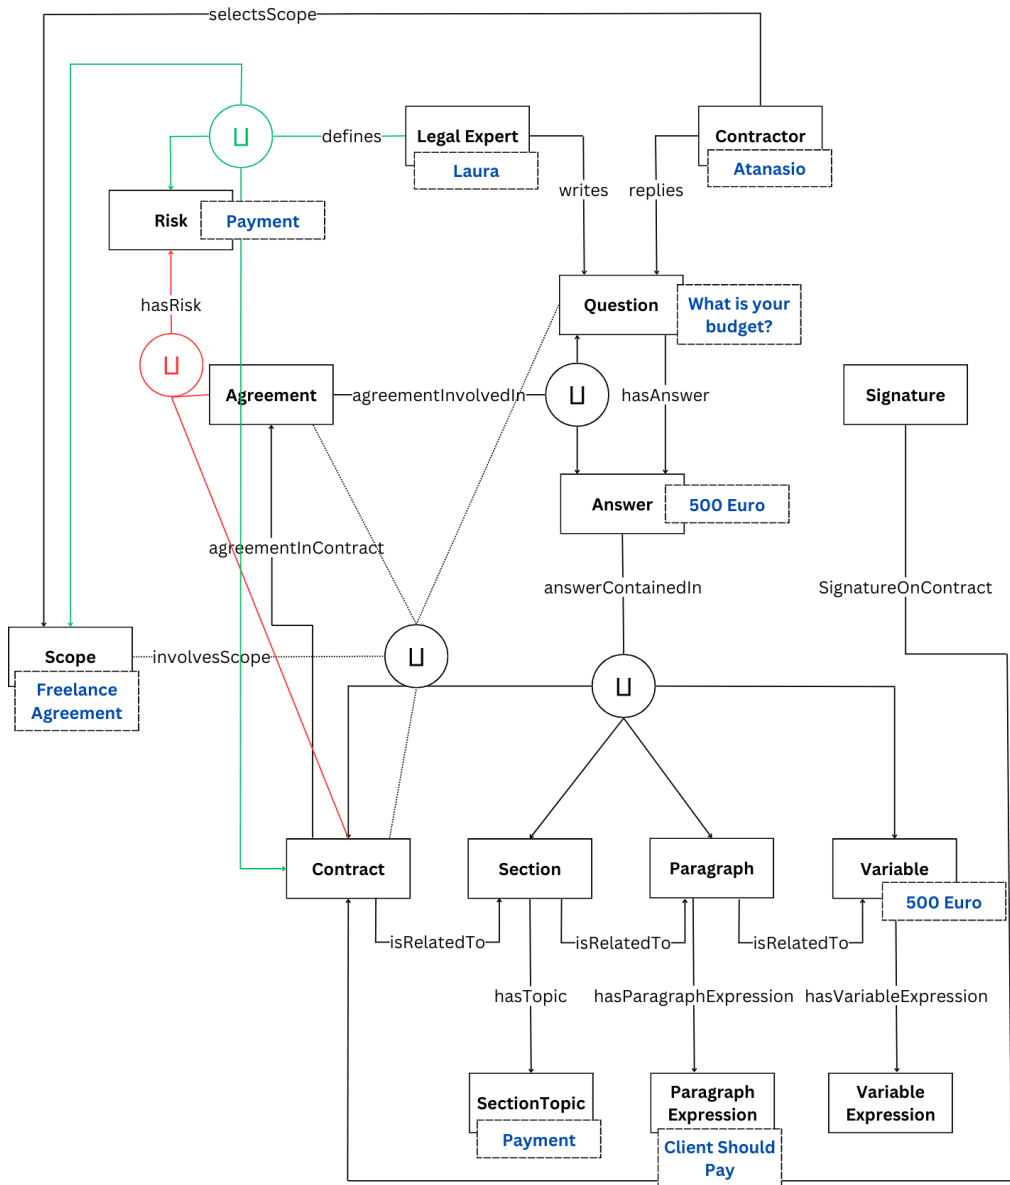 selectsScope
⊔
defines
Legal Expert
Laura
Contractor
Atanasio
writes
replies
Risk
Payment
hasRisk
Question
What is your
budget?
⊔
Agreement
agreementInvolvedIn
⊔
hasAnswer
Signature
Answer
500 Euro
agreementInContract
answerContainedIn
SignatureOnContract
Scope
Freelance
Agreement
involvesScope
⊔
⊔
Contract
Section
Paragraph
Variable
500 Euro
isRelatedTo
isRelatedTo
isRelatedTo
hasTopic
hasParagraphExpression
hasVariableExpression
SectionTopic
Payment
Paragraph
Expression
Client Should
Pay
Variable
Expression